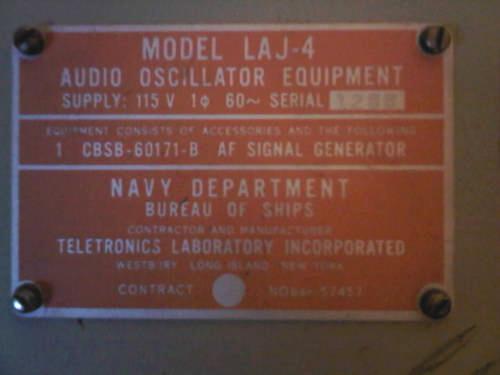 MODEL LAJ-4
AUDIO OSCILLATOR EQUIPMENT
SUPPLY: 115 V 1φ 60~ SERIAL
EQUIPMENT CONSISTS OF ACCESSORIES AND THE FOLLOWING
1 CBSB-60171-B AF SIGNAL GENERATOR
NAVY DEPARTMENT
BUREAU OF SHIPS
CONTRACTOR AND MANUFACTURER
TELETRONICS LABORATORY INCORPORATED
WESTBURY LONG ISLAND NEW YORK
CONTRACT